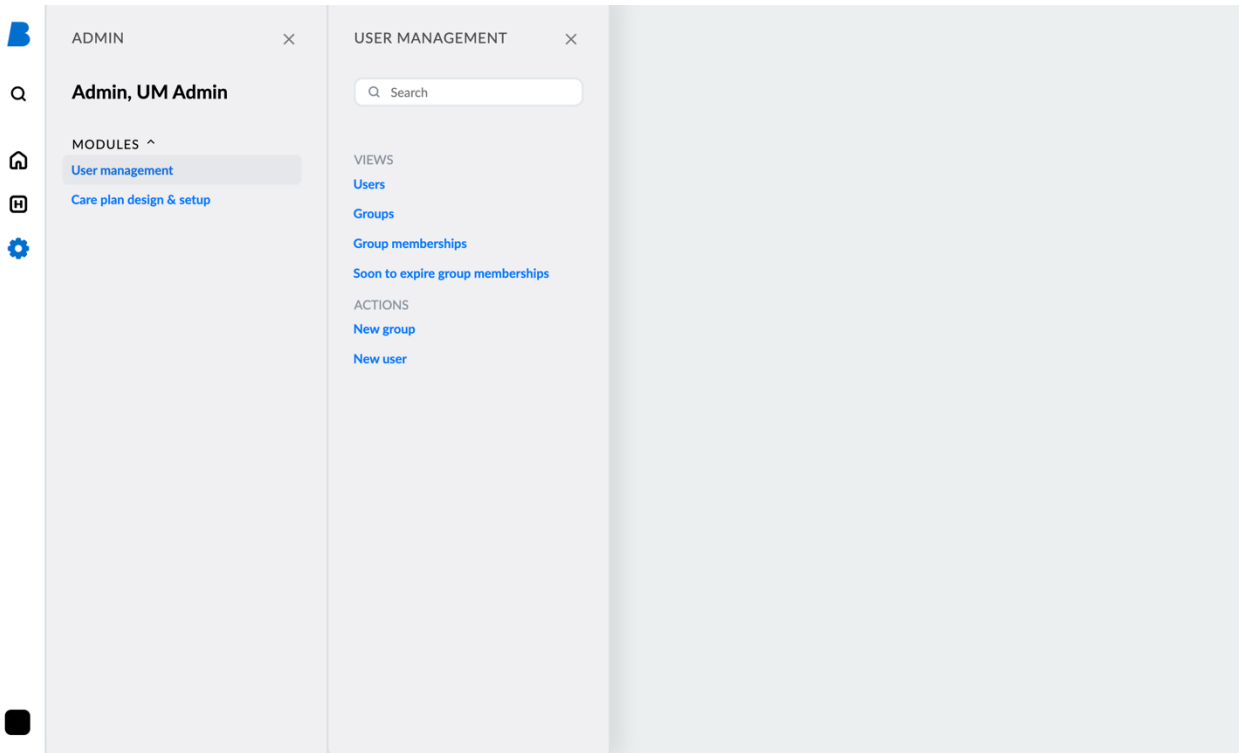 B
ADMIN
Admin, UM Admin
MODULES
User management
Care plan design & setup
H
USER MANAGEMENT
Search
VIEWS
Users
Groups
Group memberships
Soon to expire group memberships
ACTIONS
New group
New user